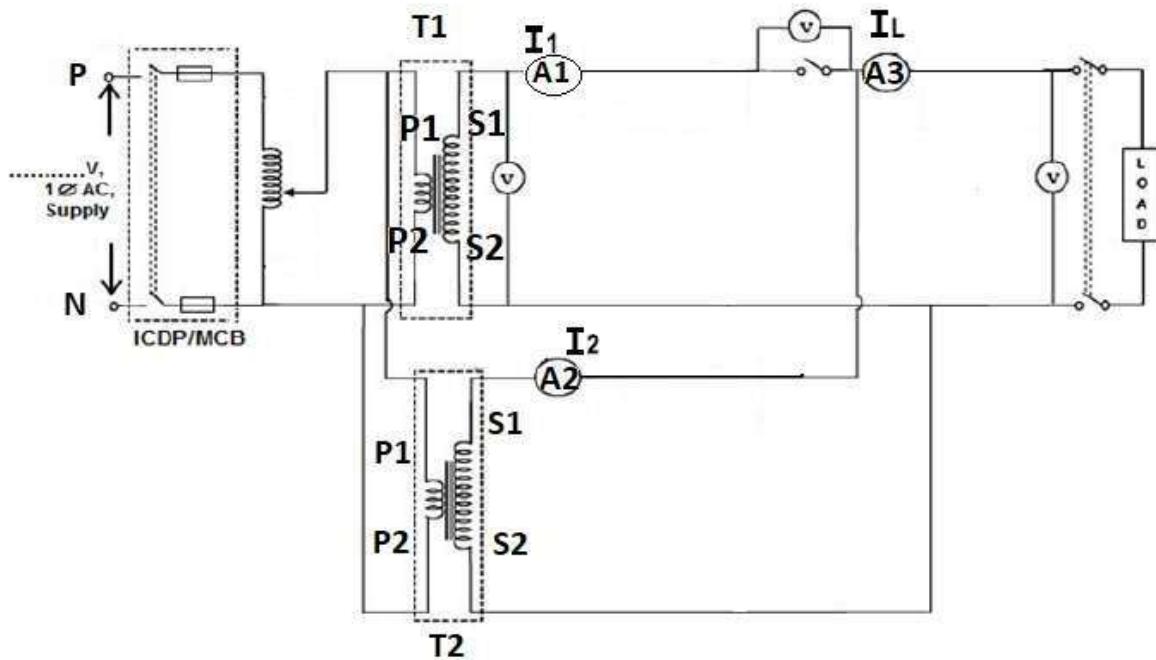 T1
I1
V
IL
P
A1
A3
P1
S1
.........V,
1 Ø AC,
Supply
V
V
LOAD
P2
S2
N
ICDP/MCB
I2
A2
S1
P1
P2
S2
T2